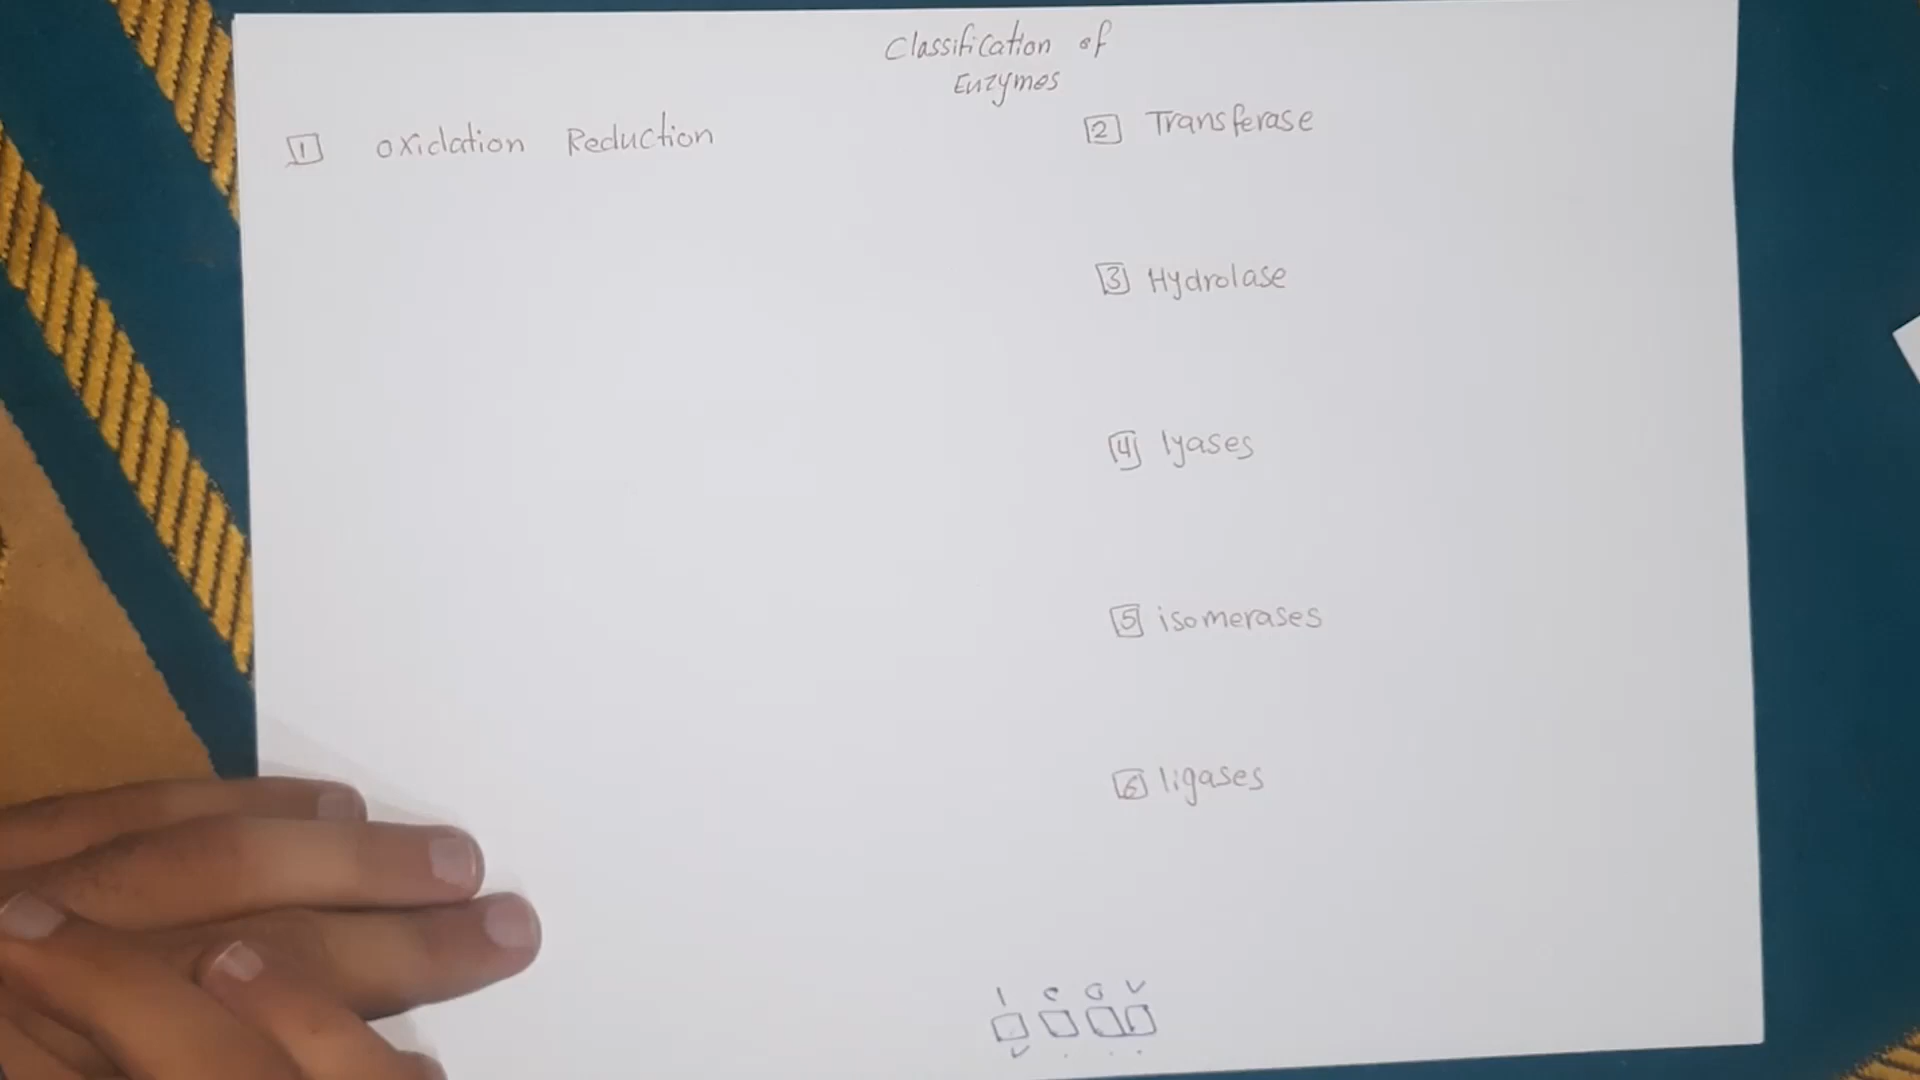 Classification of
Enzymes
1 oxidation Reduction
2 Transferase
3 Hydrolase
4 lyases
5 isomerases
6 ligases